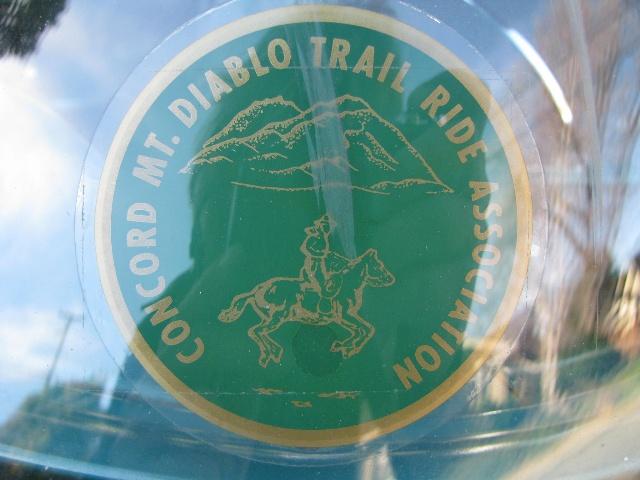 CONCORD MT. DIABLO TRAIL RIDE ASSOCIATION